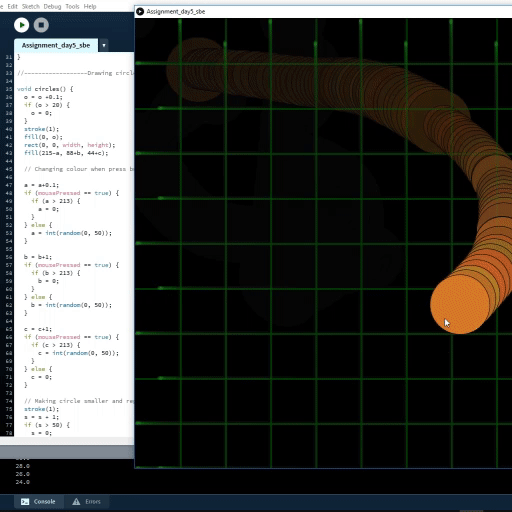 Edit Sketch Debug Tools Help
Assignment_day5_sbe
Assignment_day5_sbe
31 }
32
33 //------------------Drawing circl
34
35 void circles() {
36 o = o +0.1;
37 if (o > 20) {
38 o = 0;
39 }
40 stroke(1);
41 fill(0, o);
42 rect(0, 0, width, height);
43 fill(215-a, 88+b, 44+c);
44
45 // Changing colour when press b
46
47 a = a+0.1;
48 if (mousePressed == true) {
49 if (a > 213) {
50 a = 0;
51 }
52 } else {
53 a = int(random(0, 50));
54 }
55
56 b = b+1;
57 if (mousePressed == true) {
58 if (b > 213) {
59 b = 0;
60 }
61 } else {
62 b = int(random(0, 50));
63 }
64
65 c = c+1;
66 if (mousePressed == true) {
67 if (c > 213) {
68 c = int(random(0, 50));
69 }
70 } else {
71 c = 0;
72 }
73
74 // Making circle smaller and re
75 stroke(1);
76 s = s + 1;
77 if (s > 50) {
78 s = 0;
28.0
26.0
24.0
Console Errors